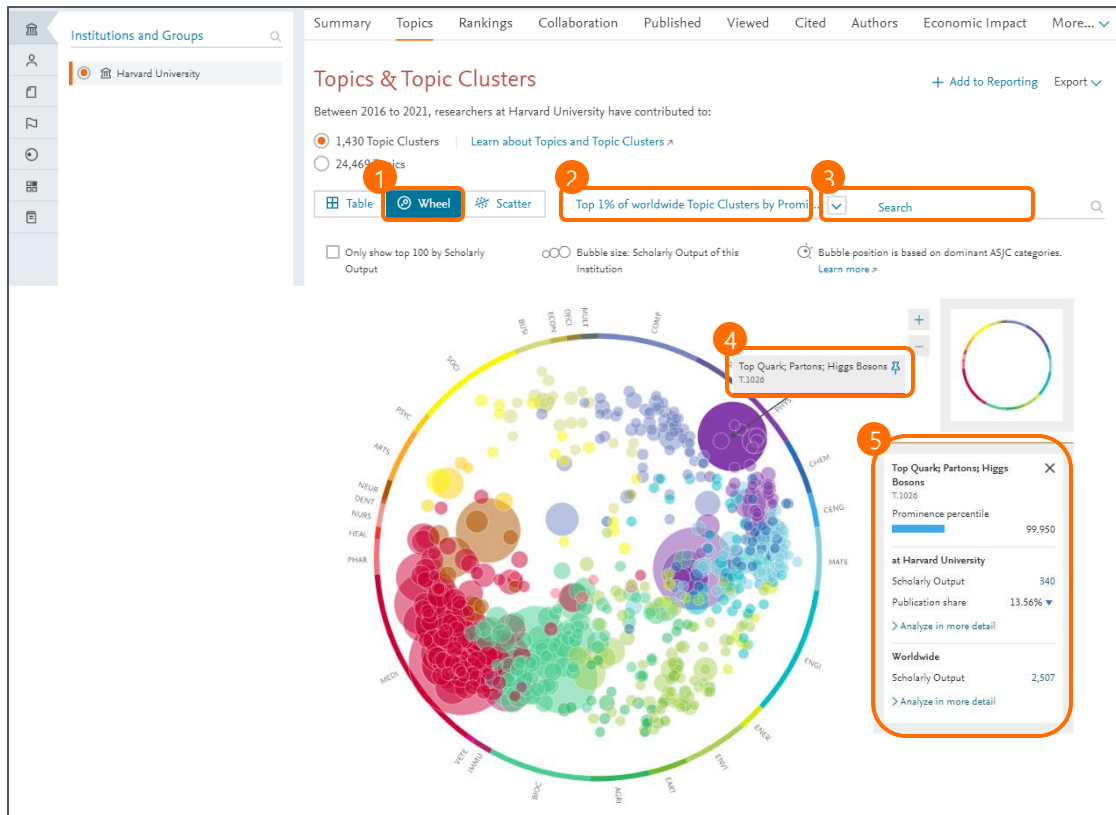 Institutions and Groups
Harvard University
Summary Topics Rankings Collaboration Published Viewed Cited Authors Economic Impact More...
Topics & Topic Clusters
+ Add to Reporting Export
Between 2016 to 2021, researchers at Harvard University have contributed to:
1,430 Topic Clusters Learn about Topics and Topic Clusters
24,469
1 2 3
Table Wheel Scatter Top 1% of worldwide Topic Clusters by Promi... Search
Only show top 100 by Scholarly
Output
Bubble size: Scholarly Output of this
Institution
Bubble position is based on dominant ASJC categories.
Learn more
BUSI
ECON
DECI
MULT
COMP
4
Top Quark; Partons; Higgs Bosons
T.1026
+
−
PHYS
SOCI
PSYC
ARTS
NEUR
DENT
NURS
HEAL
PHAR
MEDI
VETE
IMMU
BIOC
AGRI
EART
ENVI
ENER
ENGI
MATE
CENG
CHEM
5
Top Quark; Partons; Higgs
Bosons
T.1026
Prominence percentile
99.950
at Harvard University
Scholarly Output 340
Publication share 13.56%
Analyze in more detail
Worldwide
Scholarly Output 2,507
Analyze in more detail